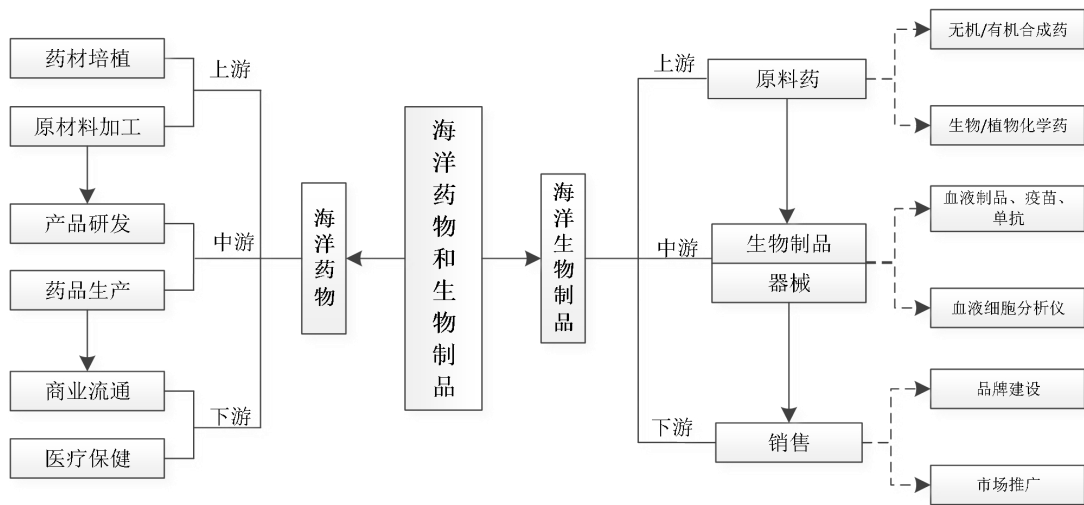 药材培植
原材料加工
上游
产品研发
药品生产
中游
商业流通
医疗保健
下游
海洋药物
海洋药物和生物制品
海洋生物制品
上游
原料药
无机/有机合成药
生物/植物化学药
中游
生物制品
器械
血液制品、疫苗、
单抗
血液细胞分析仪
下游
销售
品牌建设
市场推广